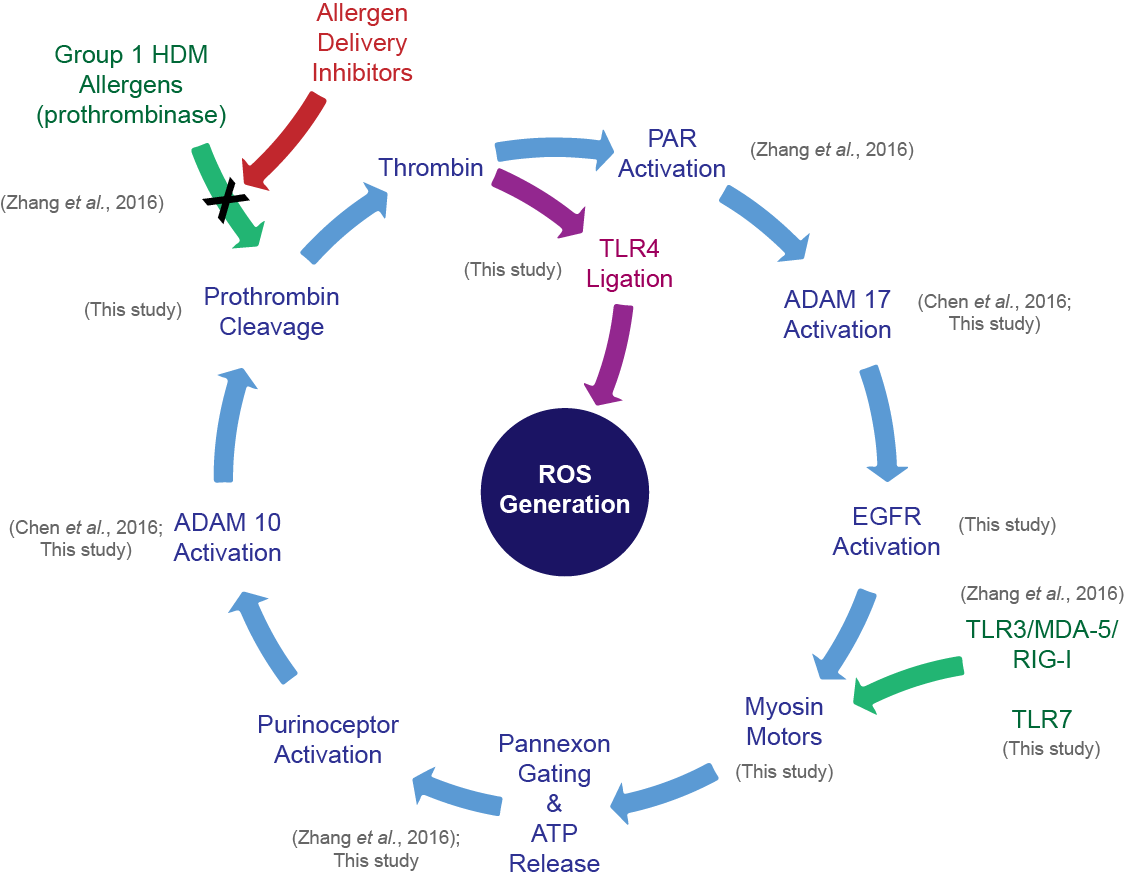 Allergen
Delivery
Inhibitors
Group 1 HDM
Allergens
(prothrombinase)
(Zhang et al., 2016)
Thrombin
PAR
Activation
(Zhang et al., 2016)
TLR4
Ligation
(This study)
Prothrombin
Cleavage
(This study)
ADAM 17
Activation
(Chen et al., 2016;
This study)
ROS
Generation
ADAM 10
Activation
(Chen et al., 2016;
This study)
EGFR
Activation
(This study)
(Zhang et al., 2016)
TLR3/MDA-5/
RIG-I
TLR7
(This study)
Myosin
Motors
(This study)
Pannexon
Gating
&
ATP
Release
Purinoceptor
Activation
(Zhang et al., 2016);
This study